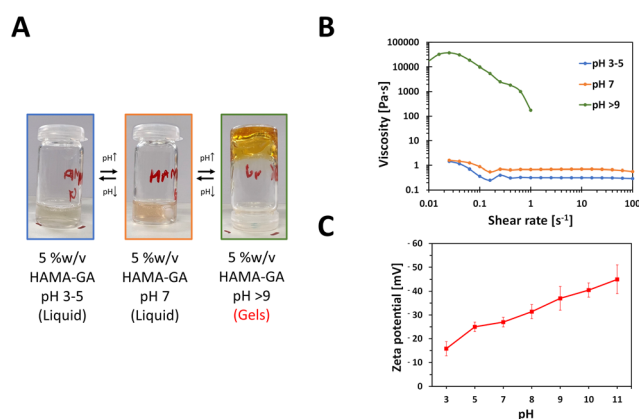 A
pH↑
pH↓
pH↑
pH↓
5 %w/v
HAMA-GA
pH 3-5
(Liquid)
5 %w/v
HAMA-GA
pH 7
(Liquid)
5 %w/v
HAMA-GA
pH >9
(Gels)
B
Viscosity [Pa·s]
100000
10000
1000
100
10
1
0.1
0.01
0.1
1
10
100
Shear rate [s⁻¹]
pH 3-5
pH 7
pH >9
C
Zeta potential [mV]
- 60
- 50
- 40
- 30
- 20
- 10
0
3
5
7
8
9
10
11
pH